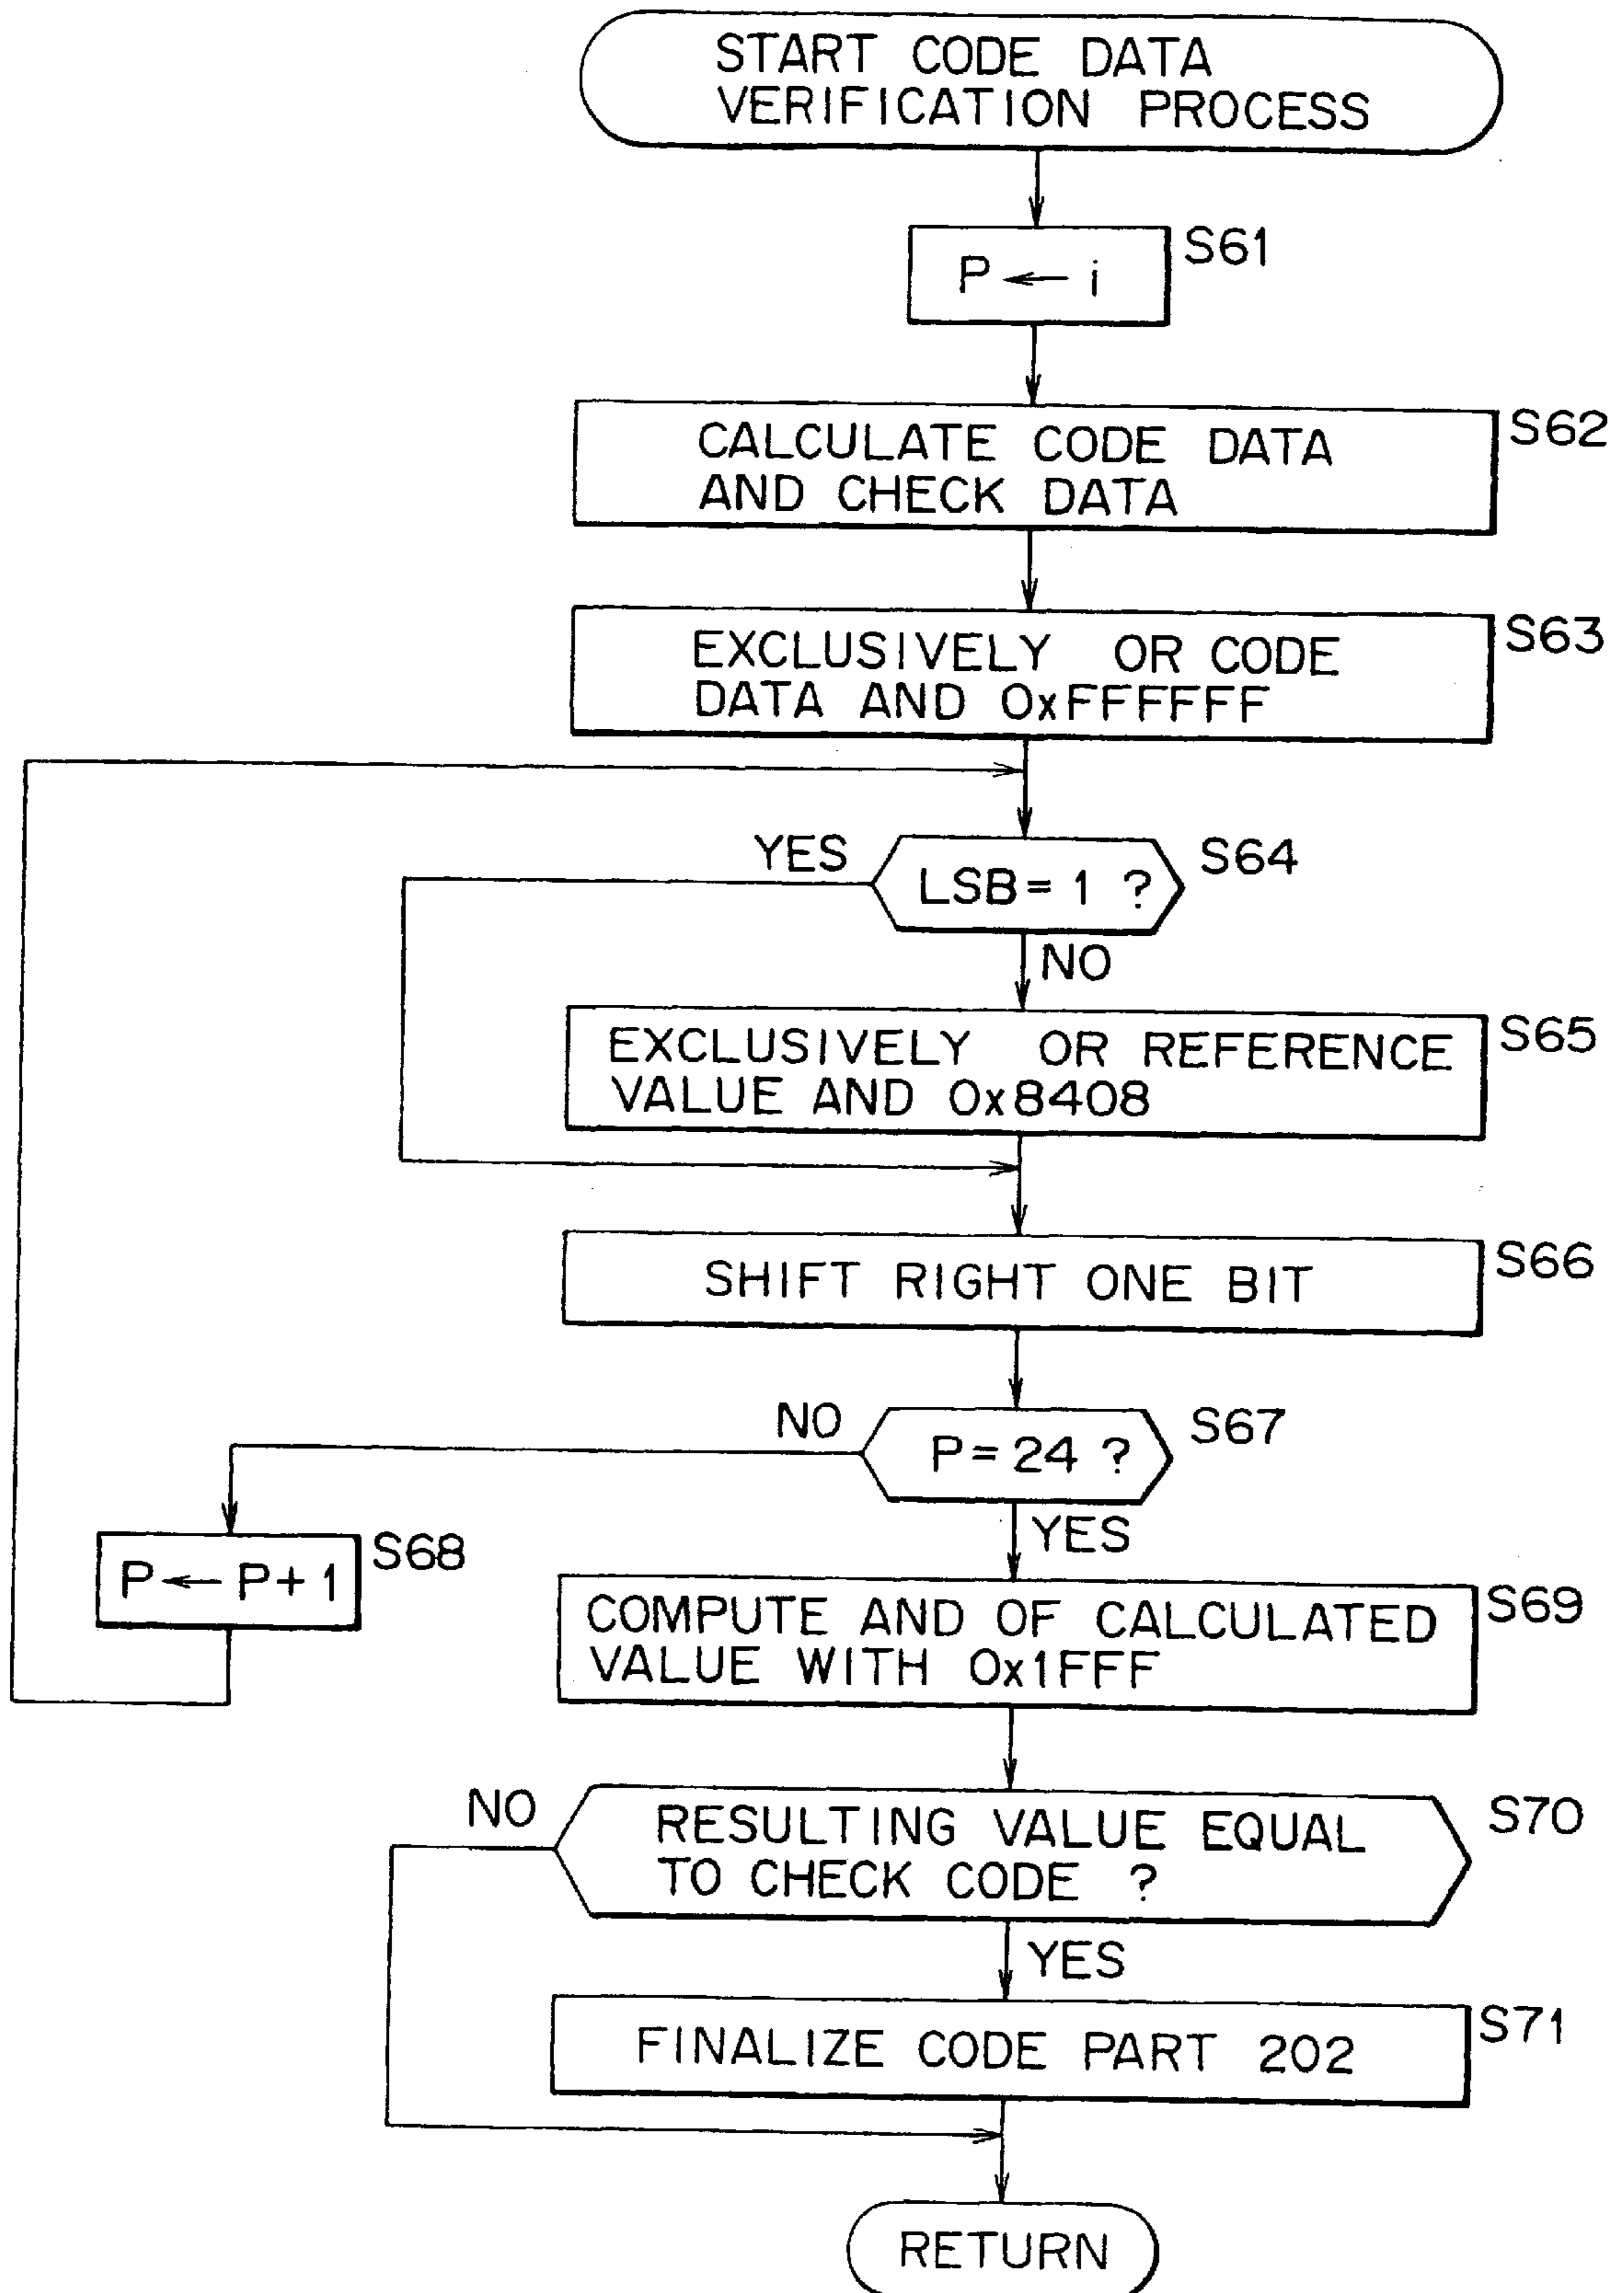 START CODE DATA
VERIFICATION PROCESS
P ← i
S61
CALCULATE CODE DATA
AND CHECK DATA
S62
EXCLUSIVELY OR CODE
DATA AND 0xFFFFFF
S63
YES
LSB = 1 ?
S64
NO
EXCLUSIVELY OR REFERENCE
VALUE AND 0x8408
S65
SHIFT RIGHT ONE BIT
S66
NO
P = 24 ?
S67
YES
P ← P + 1
S68
COMPUTE AND OF CALCULATED
VALUE WITH 0x1FFF
S69
NO
RESULTING VALUE EQUAL
TO CHECK CODE ?
S70
YES
FINALIZE CODE PART 202
S71
RETURN